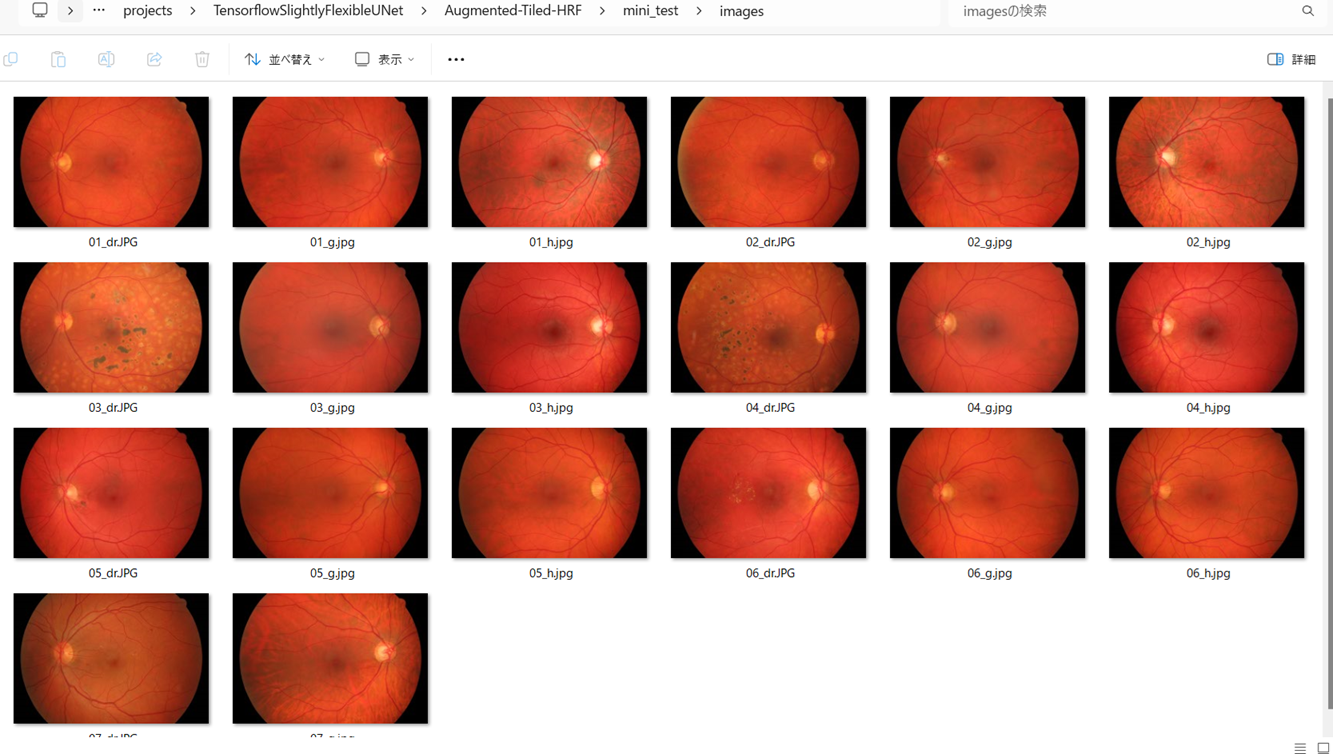 projects > TensorflowSlightlyFlexibleUNet > Augmented-Tiled-HRF > mini_test > images
imagesの検索
並べ替え 表示 詳細
01_dr.JPG 01_g.jpg 01_h.jpg 02_dr.JPG 02_g.jpg 02_h.jpg
03_dr.JPG 03_g.jpg 03_h.jpg 04_dr.JPG 04_g.jpg 04_h.jpg
05_dr.JPG 05_g.jpg 05_h.jpg 06_dr.JPG 06_g.jpg 06_h.jpg